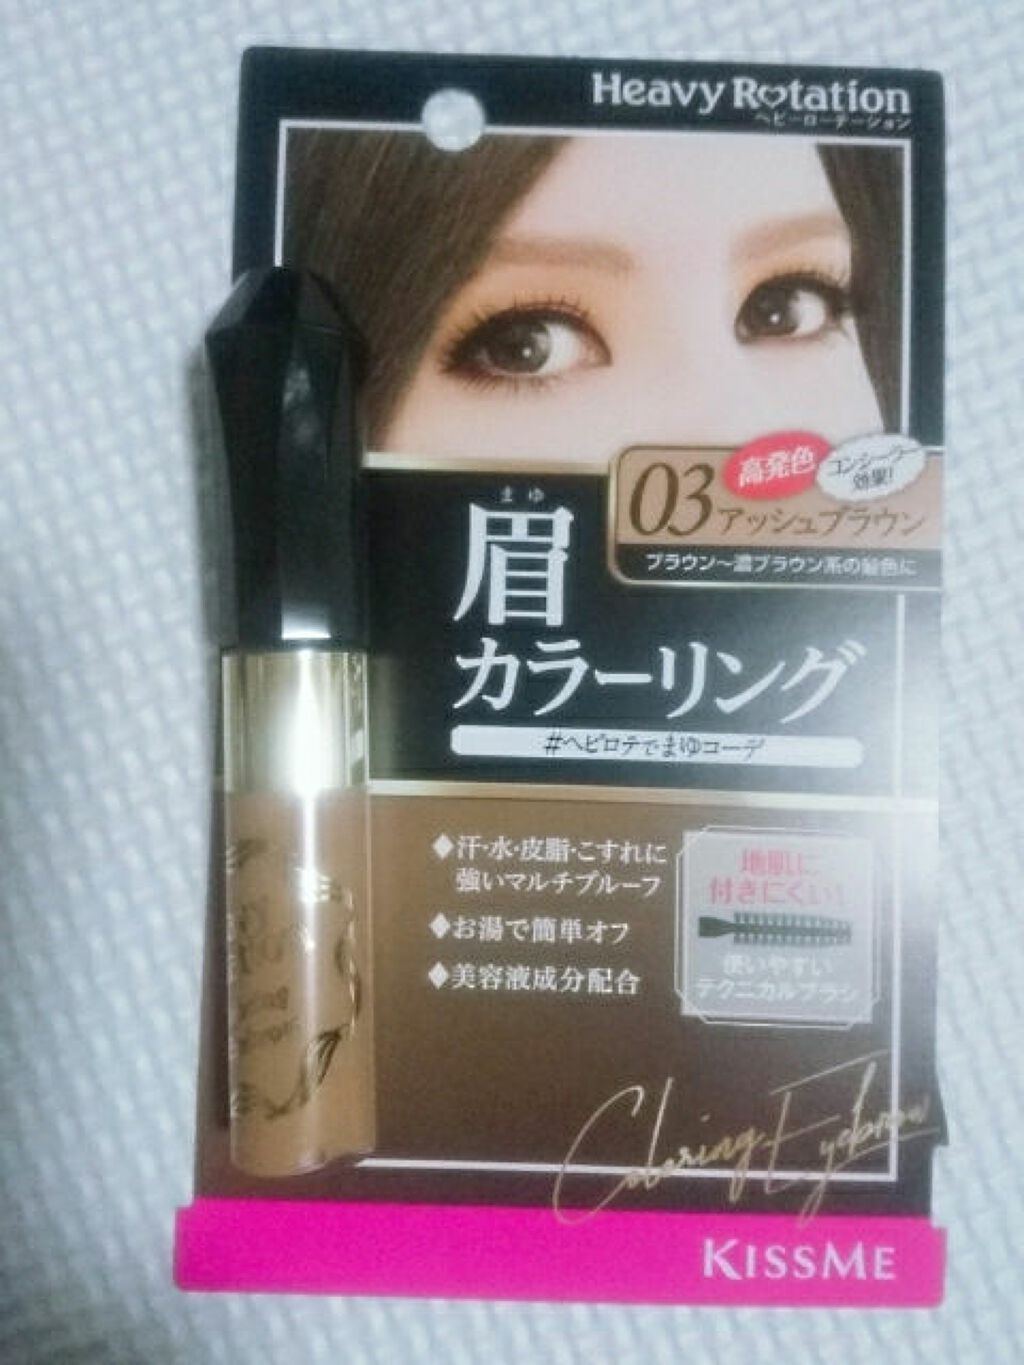 Heavy Rotation
ヘビーローテーション
高発色
コンシーラー
効果!
03
アッシュブラウン
ブラウン〜濃ブラウン系の髪色に
まゆ
眉
カラーリング
#ヘビロテでまゆコーデ
◆汗・水・皮脂・こすれに
強いマルチプルーフ
◆お湯で簡単オフ
◆美容液成分配合
地肌に
付きにくい!
使いやすい
テクニカルブラシ
Coloring Eyebrow
KISSME